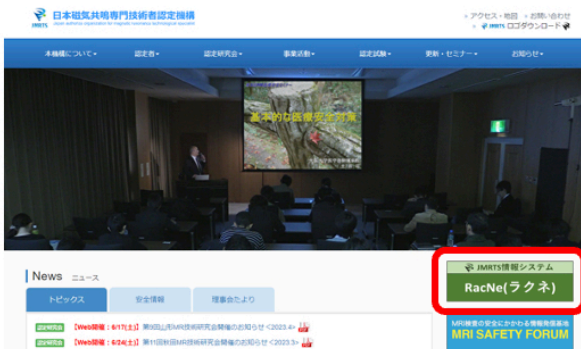 日本磁気共鳴専門技術者認定機構
Japan authorize organization for magnetic resonance technological specialist
JMRTS
» アクセス・地図 » お問い合わせ
» JMRTS ロゴダウンロード
本機構について 認定者 認定研究会 事業活動 認定試験 更新・セミナー お知らせ
基本的な医療安全対策
News ニュース
トピックス 安全情報 理事会たより
認定研究会 【Web開催：6/17(土)】第9回山形MR技術研究会開催のお知らせ<2023.4>
認定研究会 【Web開催：6/24(土)】第11回秋田MR技術研究会開催のお知らせ<2023.3>
JMRTS情報システム
RacNe(ラクネ)
MRI検査の安全にかかわる情報発信基地
MRI SAFETY FORUM